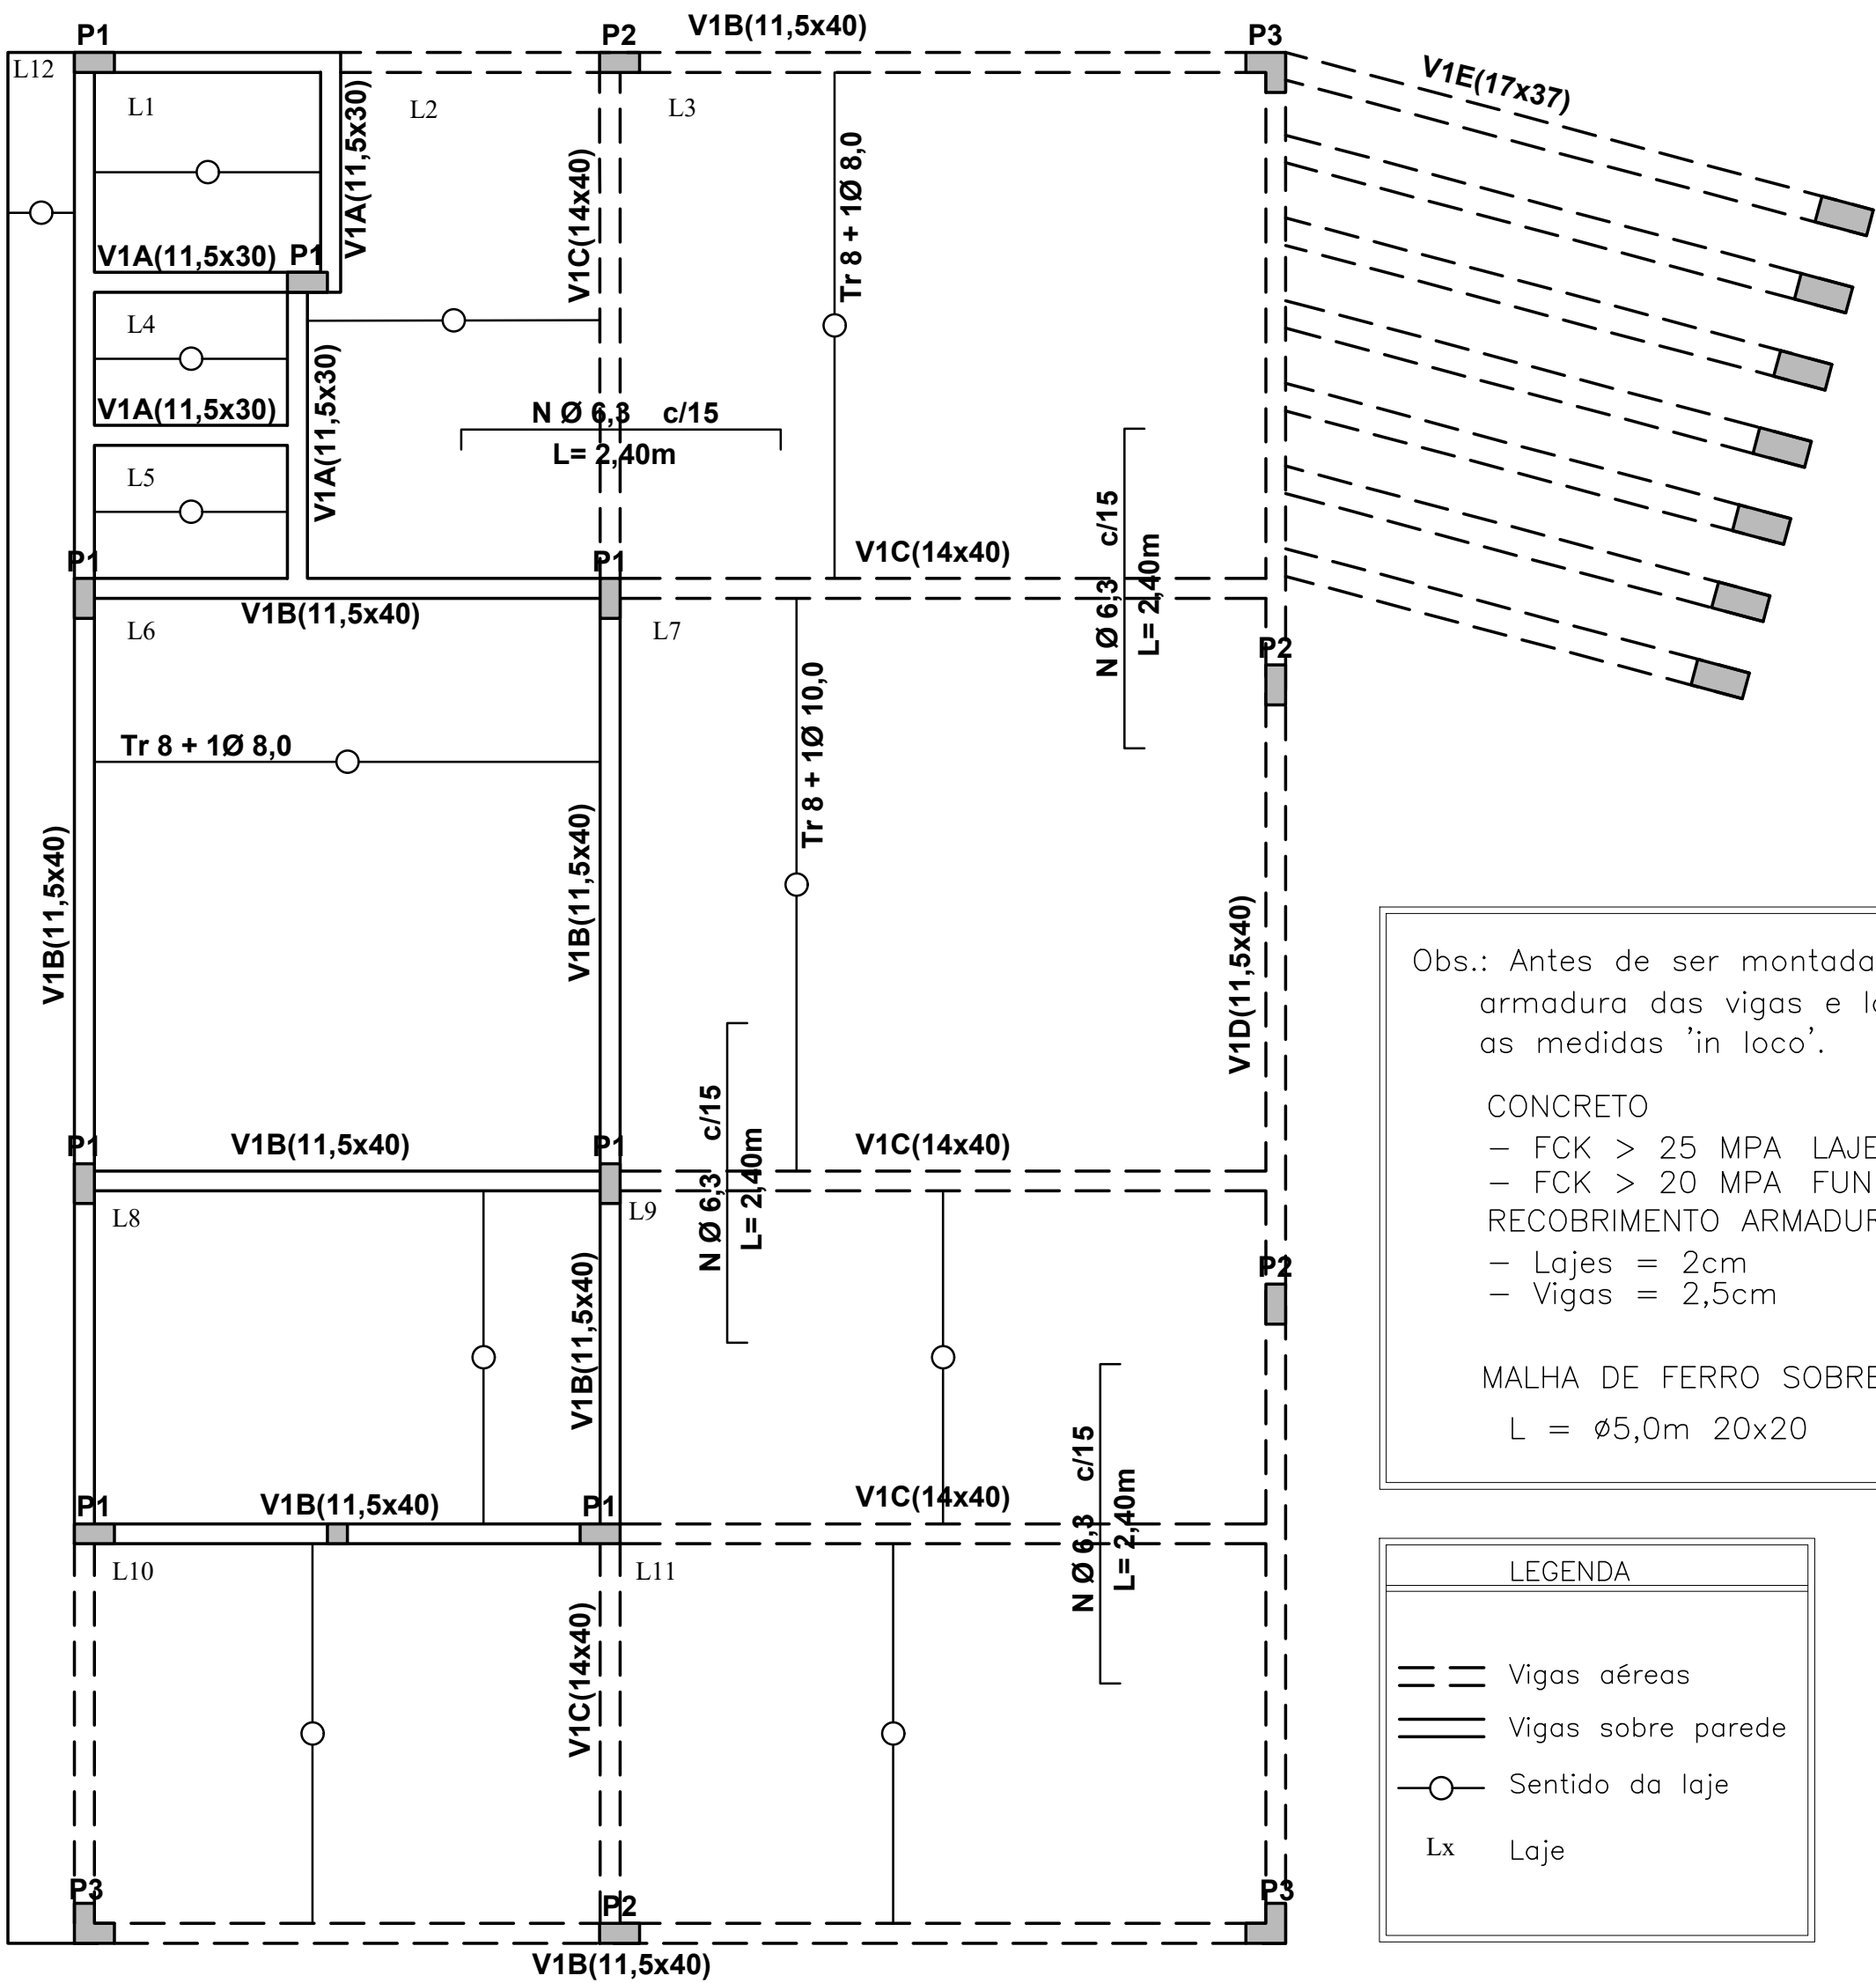 P1
P2
V1B(11,5x40)
P3
L12
L1
V1A(11,5x30)
L2
L3
V1E(17x37)
V1C(14x40)
Tr 8 + 1Ø 8,0
V1A(11,5x30)
P1
L4
V1A(11,5x30)
V1A(11,5x30)
N Ø 6,3 c/15
L= 2,40m
L5
N Ø 6,3 c/15
L= 2,40m
P1
P1
V1C(14x40)
V1B(11,5x40)
L6
L7
P2
Tr 8 + 1Ø 8,0
Tr 8 + 1Ø 10,0
V1B(11,5x40)
V1B(11,5x40)
V1D(11,5x40)
N Ø 6,3 c/15
L= 2,40m
P1
V1B(11,5x40)
P1
V1C(14x40)
L8
L9
P2
V1B(11,5x40)
N Ø 6,3 c/15
L= 2,40m
P1
V1B(11,5x40)
P1
V1C(14x40)
L10
L11
V1C(14x40)
P3
P2
P3
V1B(11,5x40)
Obs.: Antes de ser montada
armadura das vigas e
as medidas 'in loco'.
CONCRETO
– FCK > 25 MPA LAJE
– FCK > 20 MPA FUN
RECOBRIMENTO ARMADUR
– Lajes = 2cm
– Vigas = 2,5cm
MALHA DE FERRO SOBRE
L = ø5,0m 20x20
LEGENDA
Vigas aéreas
Vigas sobre parede
Sentido da laje
Lx Laje